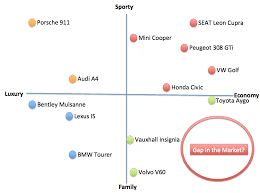 Sporty
Porsche 911
SEAT Leon Cupra
Mini Cooper
Peugeot 308 GTi
VW Golf
Audi A4
Honda Civic
Luxury
Economy
Bentley Mulsanne
Toyota Aygo
Lexus IS
Vauxhall Insignia
Gap in the Market?
BMW Tourer
Volvo V60
Family